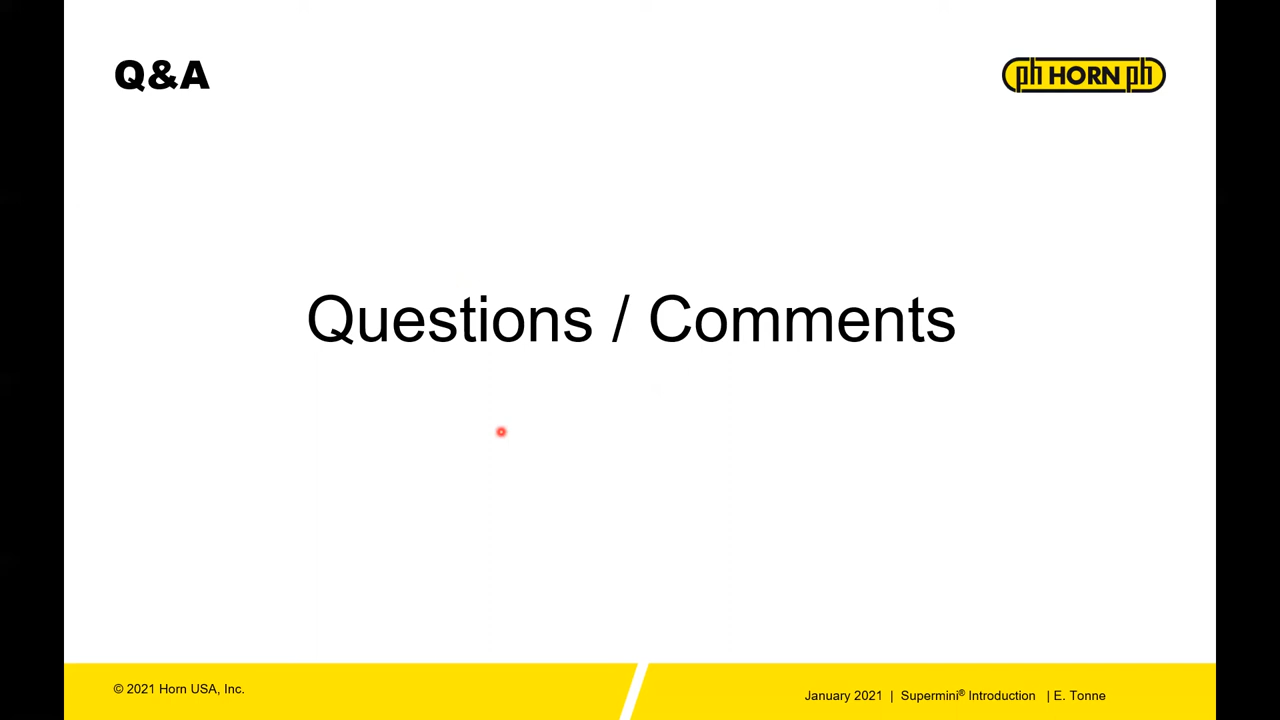 Q&A
ph HORN ph
Questions / Comments
© 2021 Horn USA, Inc.
January 2021 | Supermini® Introduction | E. Tonne